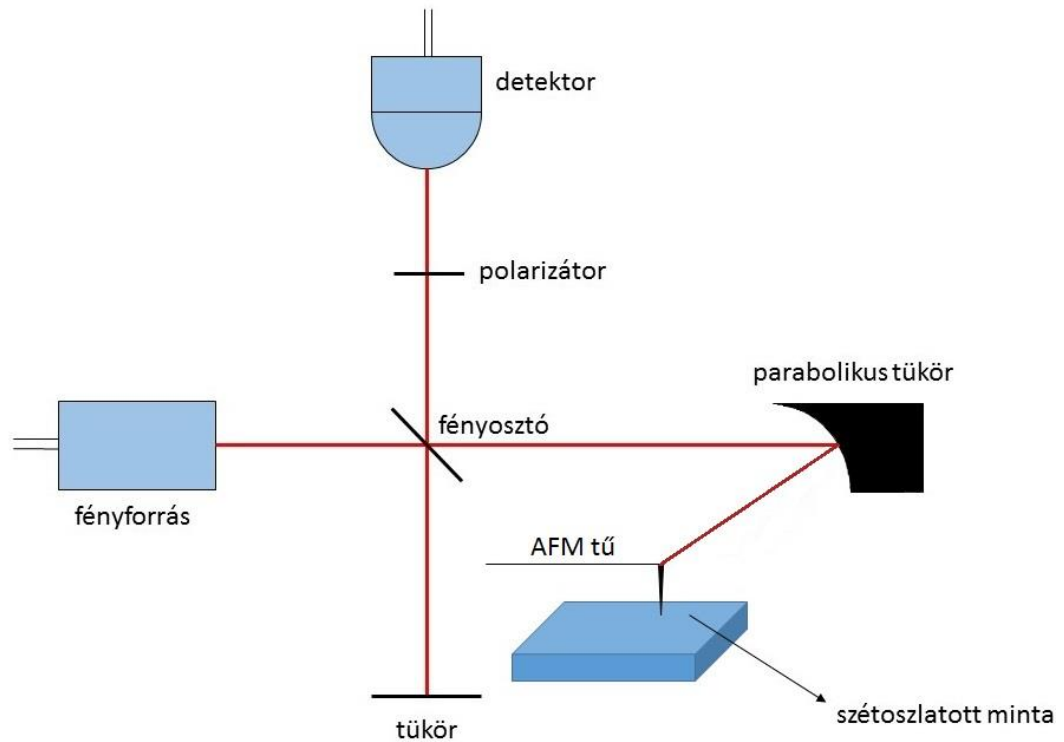 detektor
polarizátor
parabolikus tükör
fényosztó
fényforrás
AFM tű
szétoszlatott minta
tükör